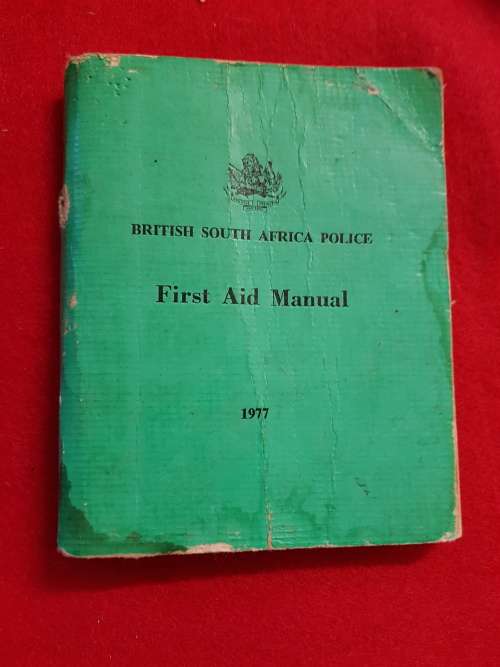 BRITISH SOUTH AFRICA POLICE
First Aid Manual
1977